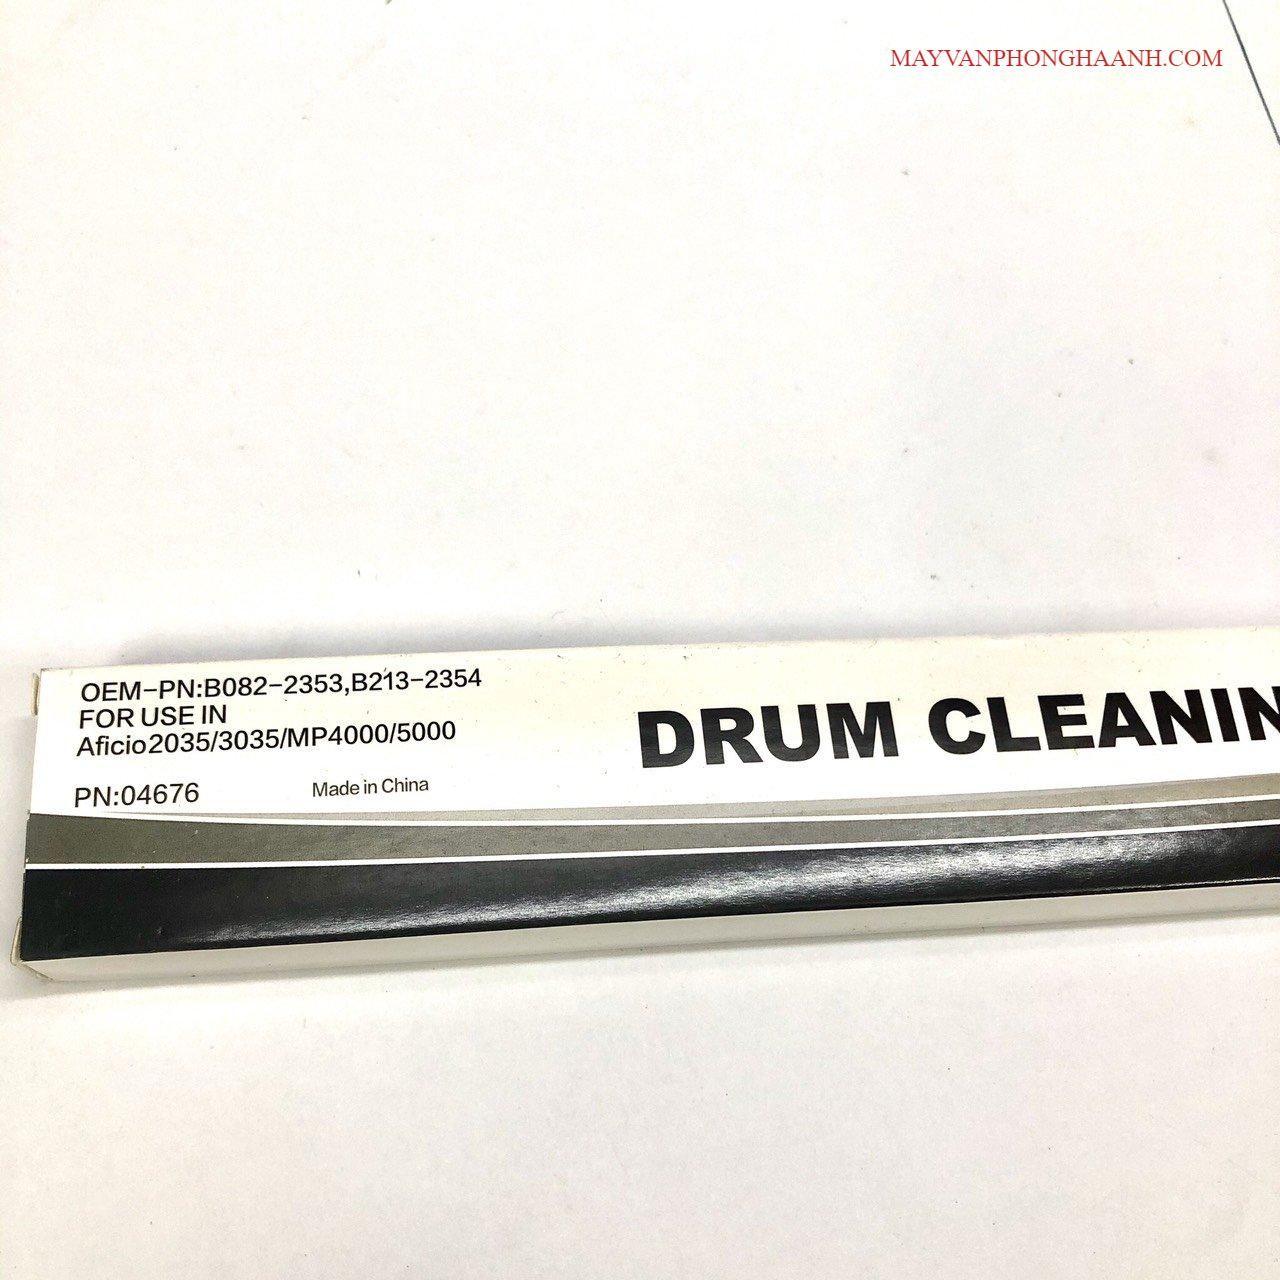 MAYVANPHONGHAANH.COM
OEM-PN:B082-2353,B213-2354
FOR USE IN
Aficio2035/3035/MP4000/5000
PN:04676
Made in China
DRUM CLEANIN